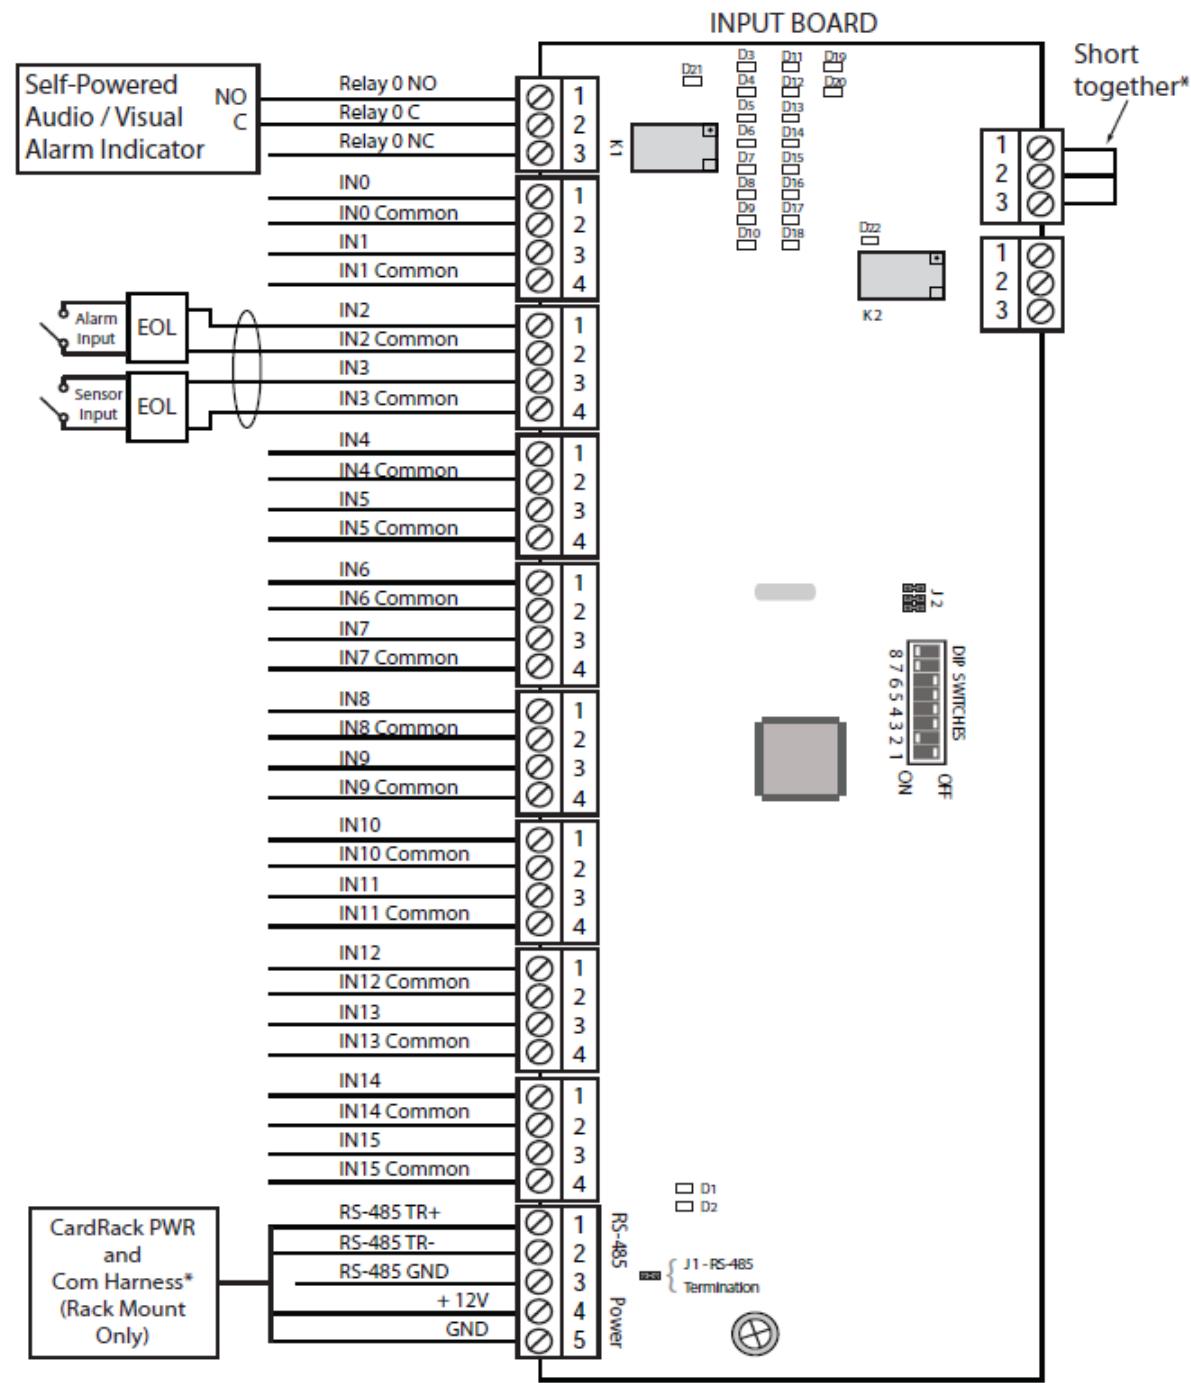 INPUT BOARD
Short
together*
Self-Powered
Audio / Visual
Alarm Indicator
NO
C
Relay 0 NO
Relay 0 C
Relay 0 NC
1
2
3
K1
D21
D3
D4
D5
D6
D7
D8
D9
D10
D11
D12
D13
D14
D15
D16
D17
D18
D19
D20
1
2
3
D22
K2
1
2
3
IN0
IN0 Common
IN1
IN1 Common
1
2
3
4
Alarm
Input
EOL
Sensor
Input
EOL
IN2
IN2 Common
IN3
IN3 Common
1
2
3
4
IN4
IN4 Common
IN5
IN5 Common
1
2
3
4
IN6
IN6 Common
IN7
IN7 Common
1
2
3
4
J2
DIP SWITCHES
8 7 6 5 4 3 2 1
ON
OFF
IN8
IN8 Common
IN9
IN9 Common
1
2
3
4
IN10
IN10 Common
IN11
IN11 Common
1
2
3
4
IN12
IN12 Common
IN13
IN13 Common
1
2
3
4
IN14
IN14 Common
IN15
IN15 Common
1
2
3
4
D1
D2
CardRack PWR
and
Com Harness*
(Rack Mount
Only)
RS-485 TR+
RS-485 TR-
RS-485 GND
+ 12V
GND
1
2
3
4
5
RS-485
Power
J1 - RS-485
Termination